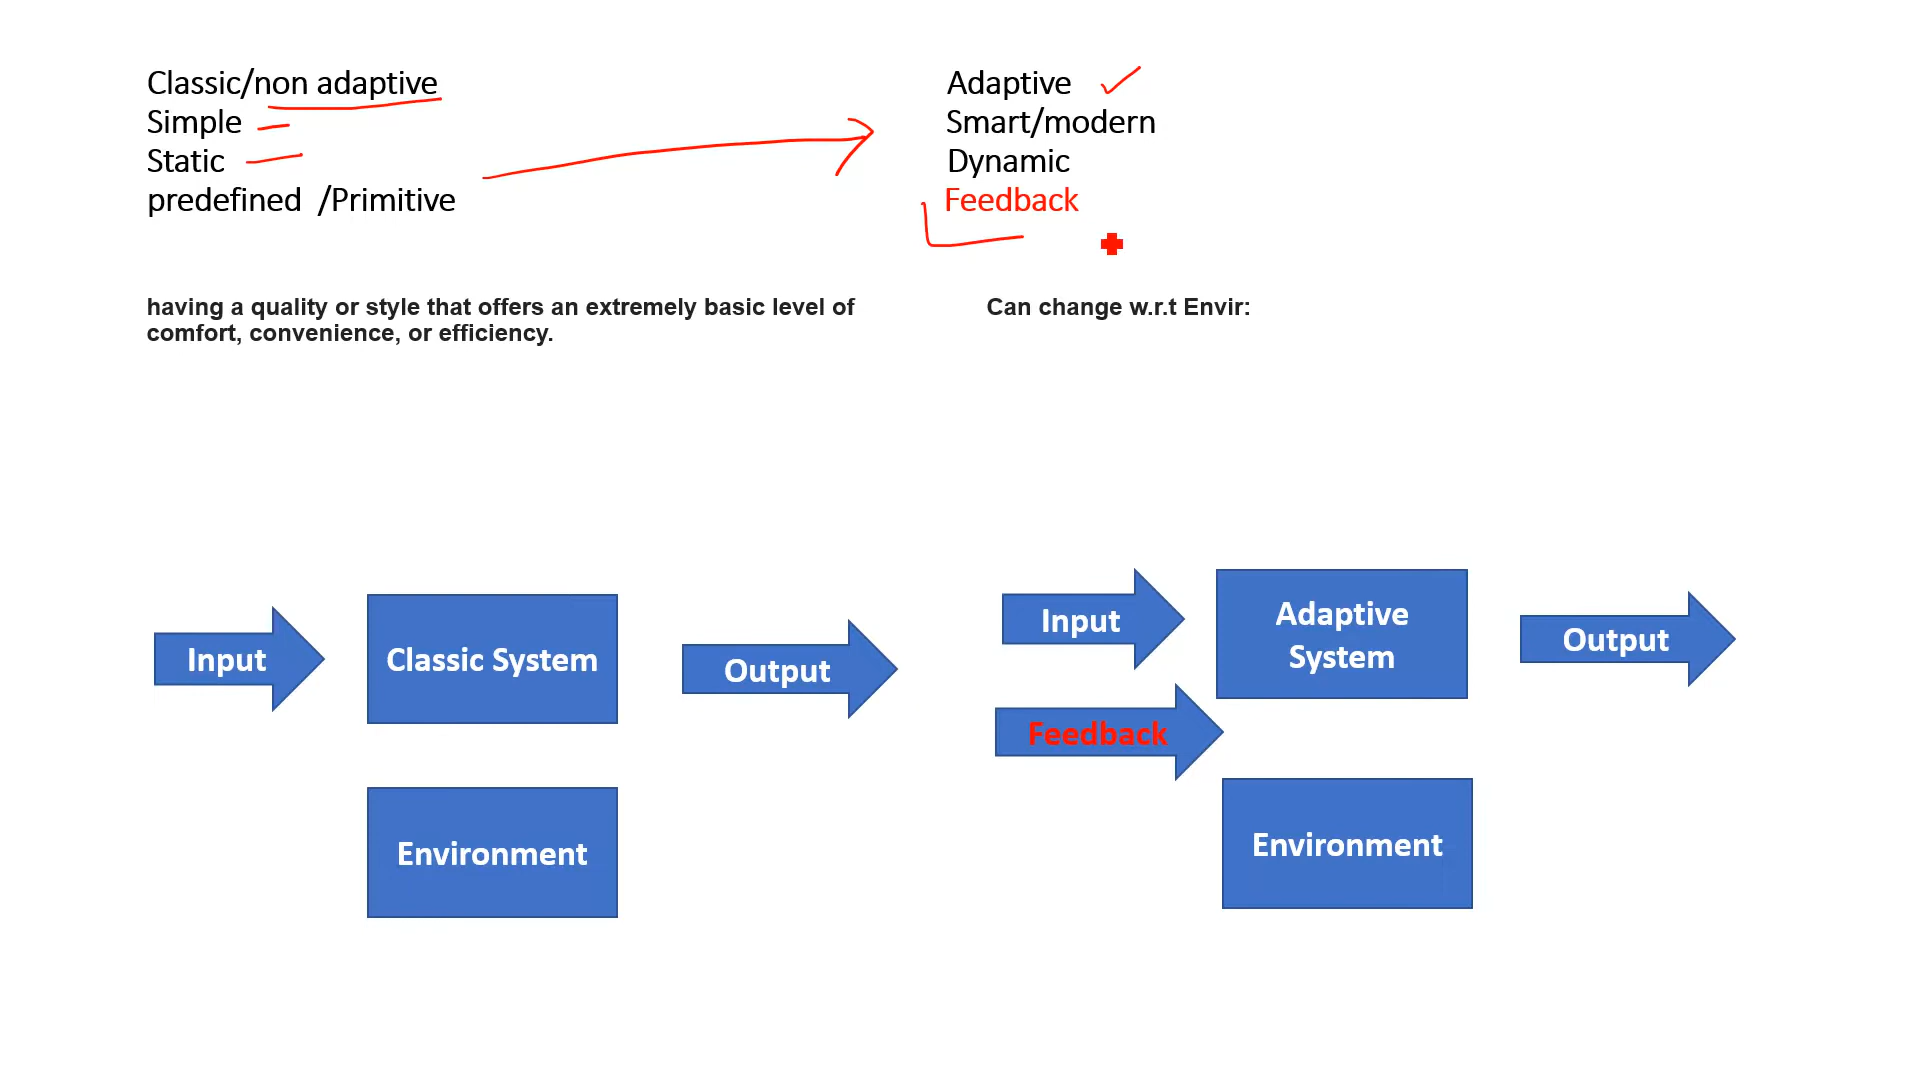 Classic/non adaptive
Simple
Static
predefined /Primitive
having a quality or style that offers an extremely basic level of
comfort, convenience, or efficiency.
Adaptive
Smart/modern
Dynamic
Feedback
Can change w.r.t Envir:
Input
Classic System
Output
Environment
Input
Adaptive
System
Output
Feedback
Environment